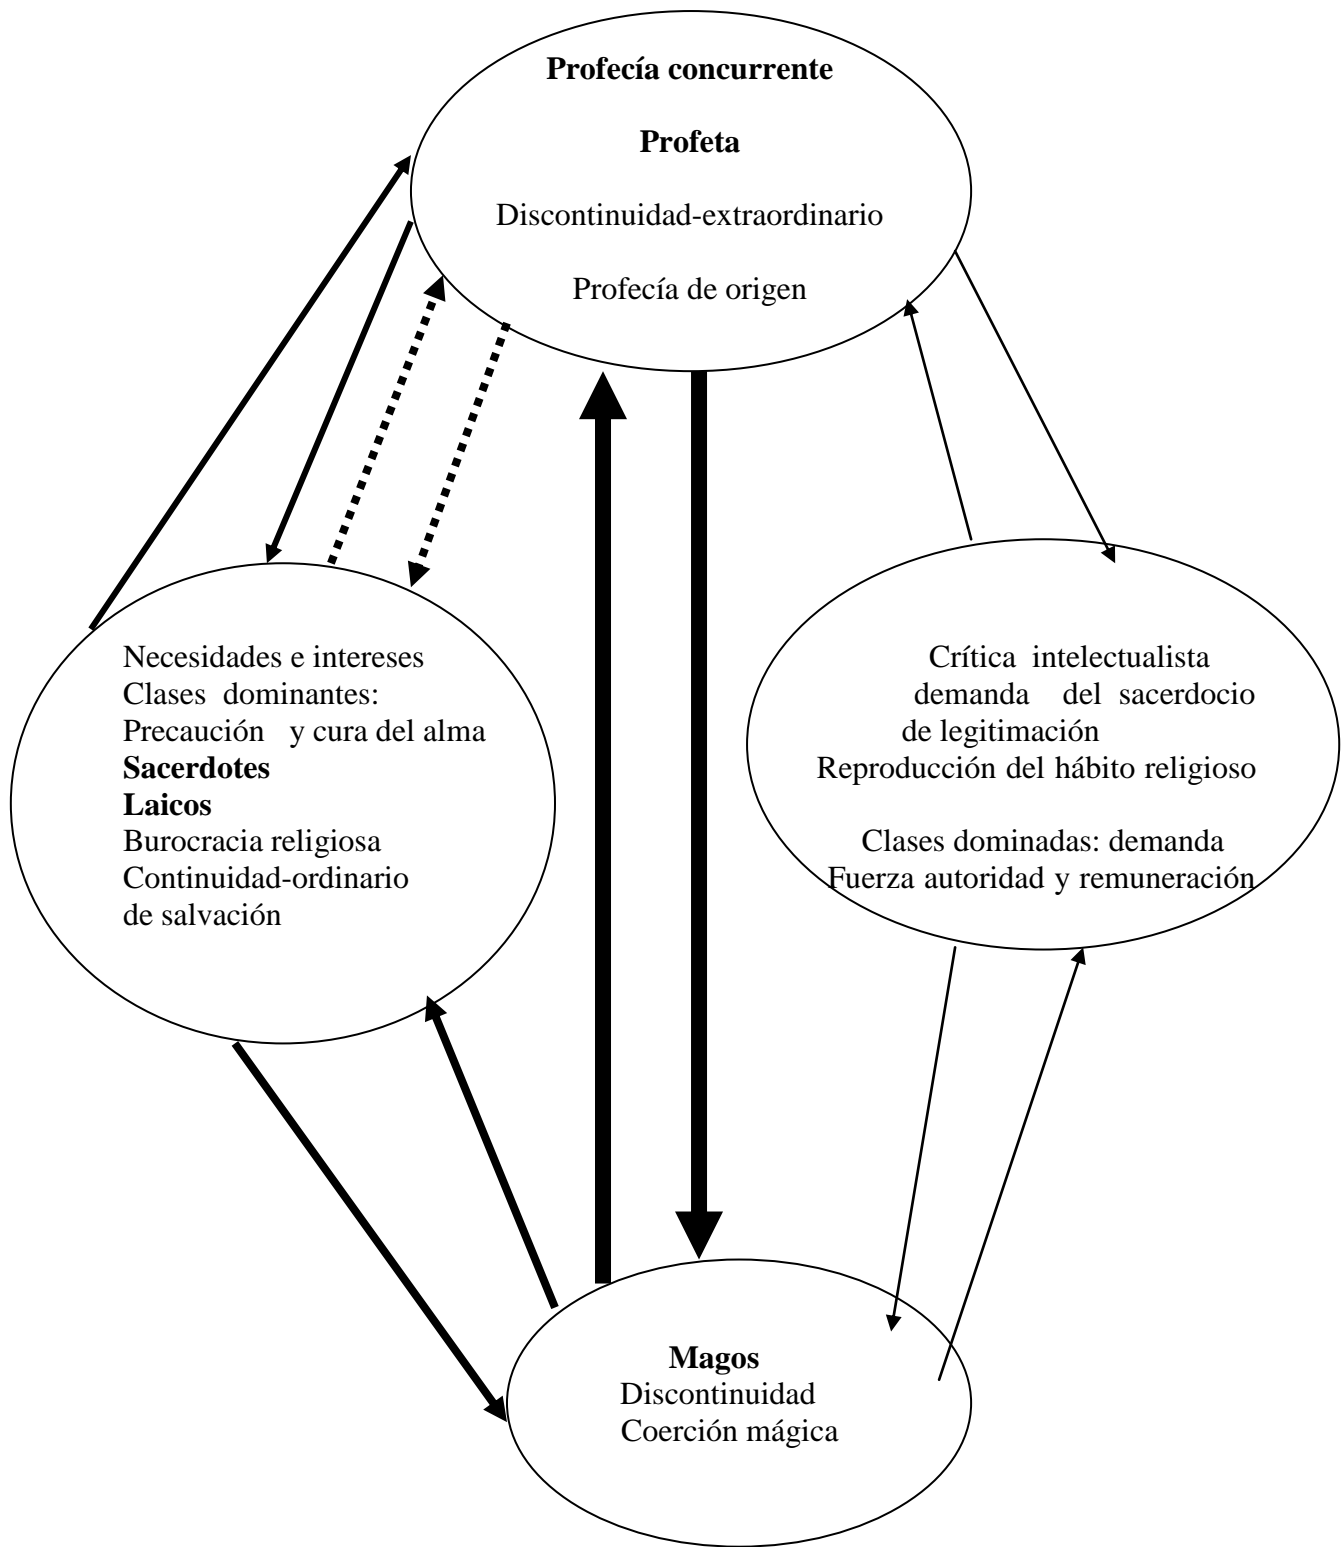 Profecía concurrente
Profeta
Discontinuidad-extraordinario
Profecía de origen
Necesidades e intereses
Clases dominantes:
Precaución y cura del alma
Sacerdotes
Laicos
Burocracia religiosa
Continuidad-ordinario
de salvación
Crítica intelectualista
demanda del sacerdocio
de legitimación
Reproducción del hábito religioso
Clases dominadas: demanda
Fuerza autoridad y remuneración
Magos
Discontinuidad
Coerción mágica